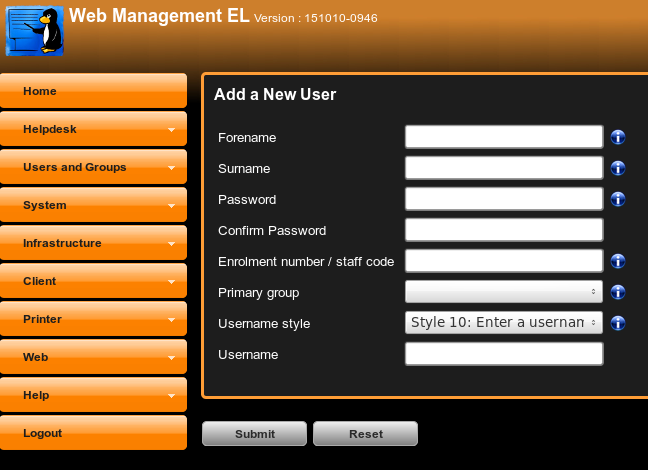 Web Management EL Version : 151010-0946
Home
Helpdesk
Users and Groups
System
Infrastructure
Client
Printer
Web
Help
Logout
Add a New User
Forename
Surname
Password
Confirm Password
Enrolment number / staff code
Primary group
Username style Style 10: Enter a usernam
Username
Submit Reset